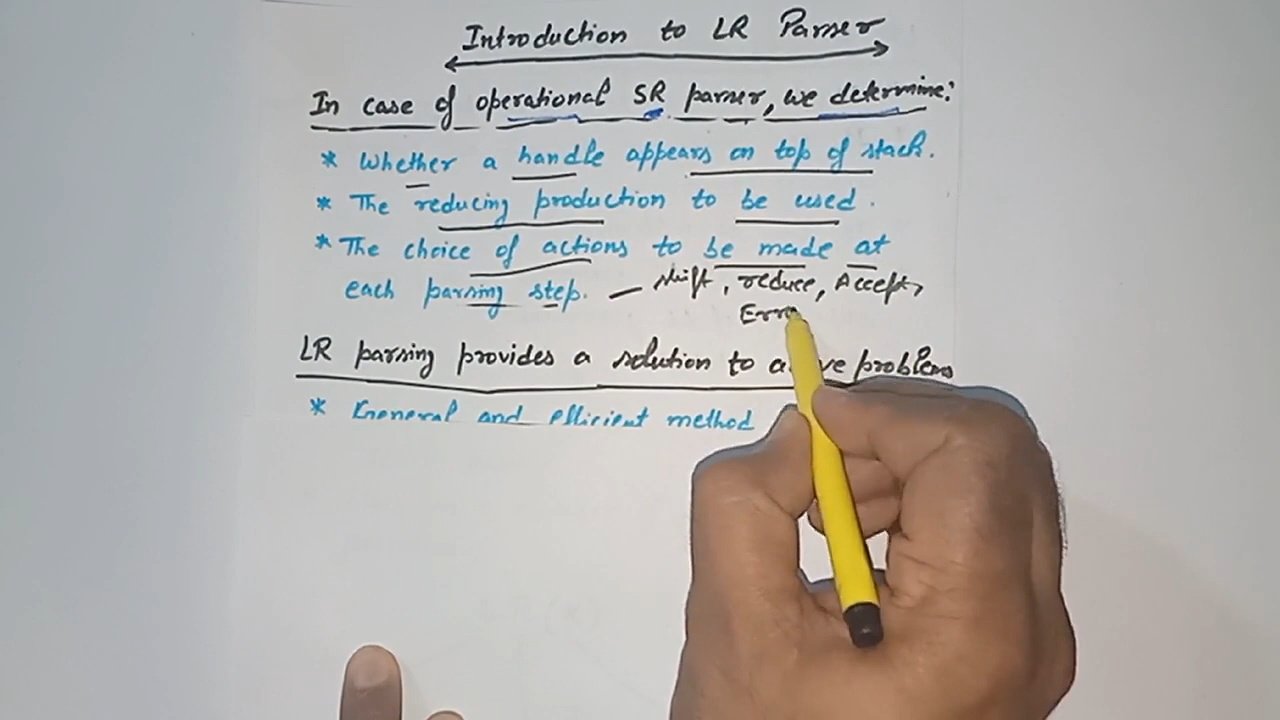 Introduction to LR Parser
In case of operational SR parser, we determine:
* Whether a handle appears on top of stack.
* The reducing production to be used.
* The choice of actions to be made at
each parsing step. — shift, reduce, Accept,
Erro
LR parsing provides a solution to problems
* General and efficient method